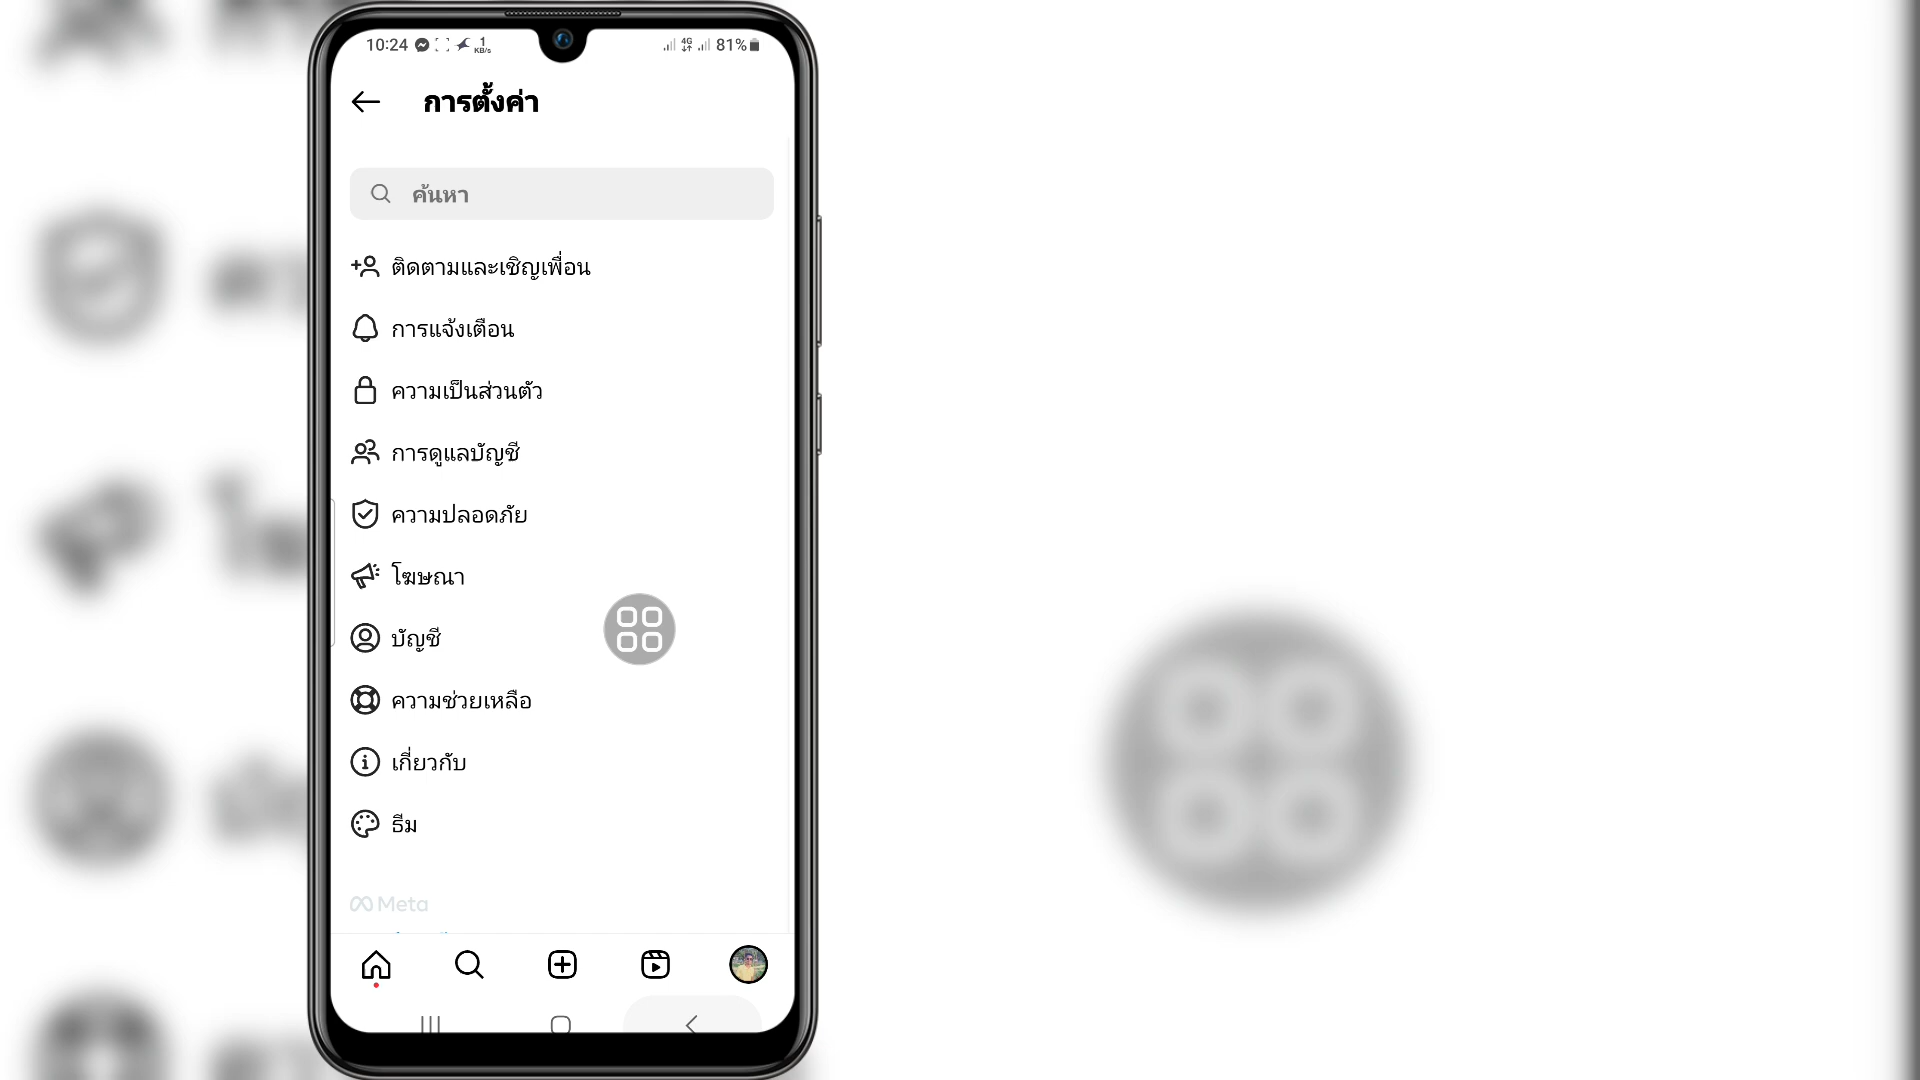 10:24 1 KB/s 4G 81%
การตั้งค่า
ค้นหา
ติดตามและเชิญเพื่อน
การแจ้งเตือน
ความเป็นส่วนตัว
การดูแลบัญชี
ความปลอดภัย
โฆษณา
บัญชี
ความช่วยเหลือ
เกี่ยวกับ
ธีม
Meta